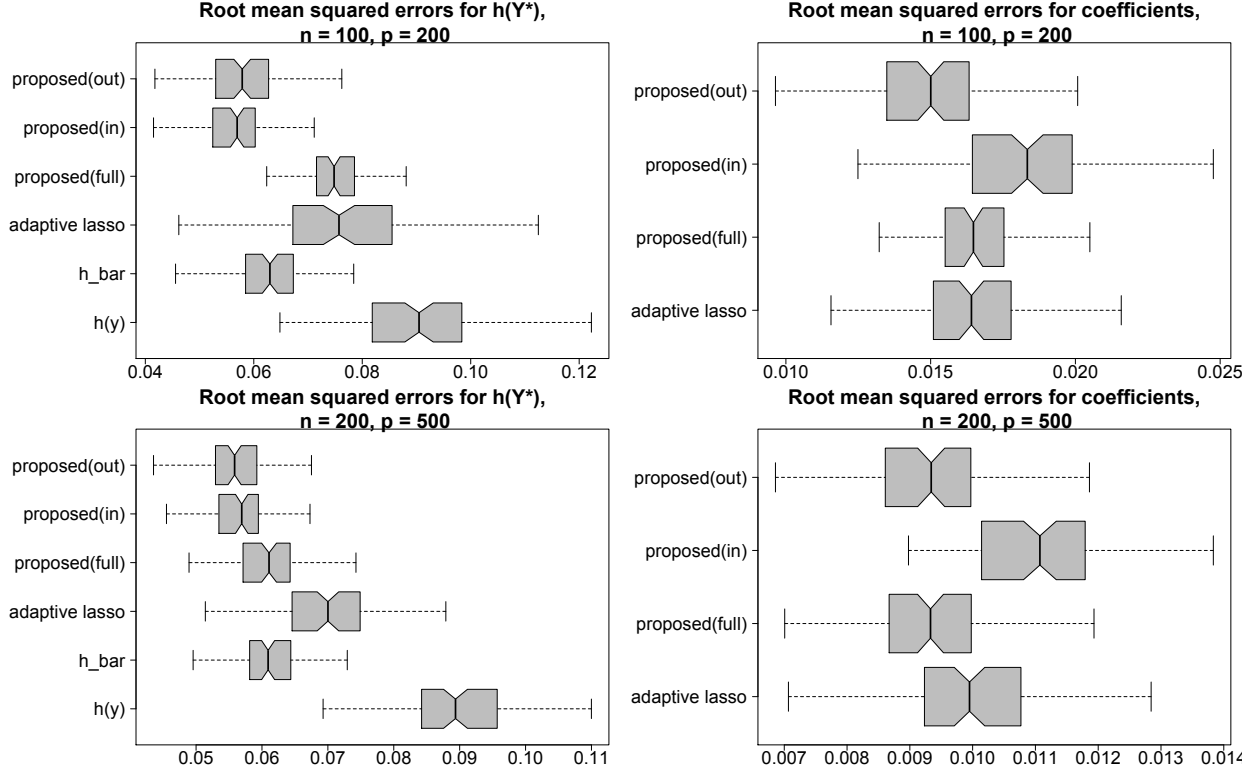 Root mean squared errors for h(Y*),
n = 100, p = 200
proposed(out)
proposed(in)
proposed(full)
adaptive lasso
h_bar
h(y)
0.04 0.06 0.08 0.10 0.12
Root mean squared errors for coefficients,
n = 100, p = 200
proposed(out)
proposed(in)
proposed(full)
adaptive lasso
0.010 0.015 0.020 0.025
Root mean squared errors for h(Y*),
n = 200, p = 500
proposed(out)
proposed(in)
proposed(full)
adaptive lasso
h_bar
h(y)
0.05 0.06 0.07 0.08 0.09 0.10 0.11
Root mean squared errors for coefficients,
n = 200, p = 500
proposed(out)
proposed(in)
proposed(full)
adaptive lasso
0.007 0.008 0.009 0.010 0.011 0.012 0.013 0.014